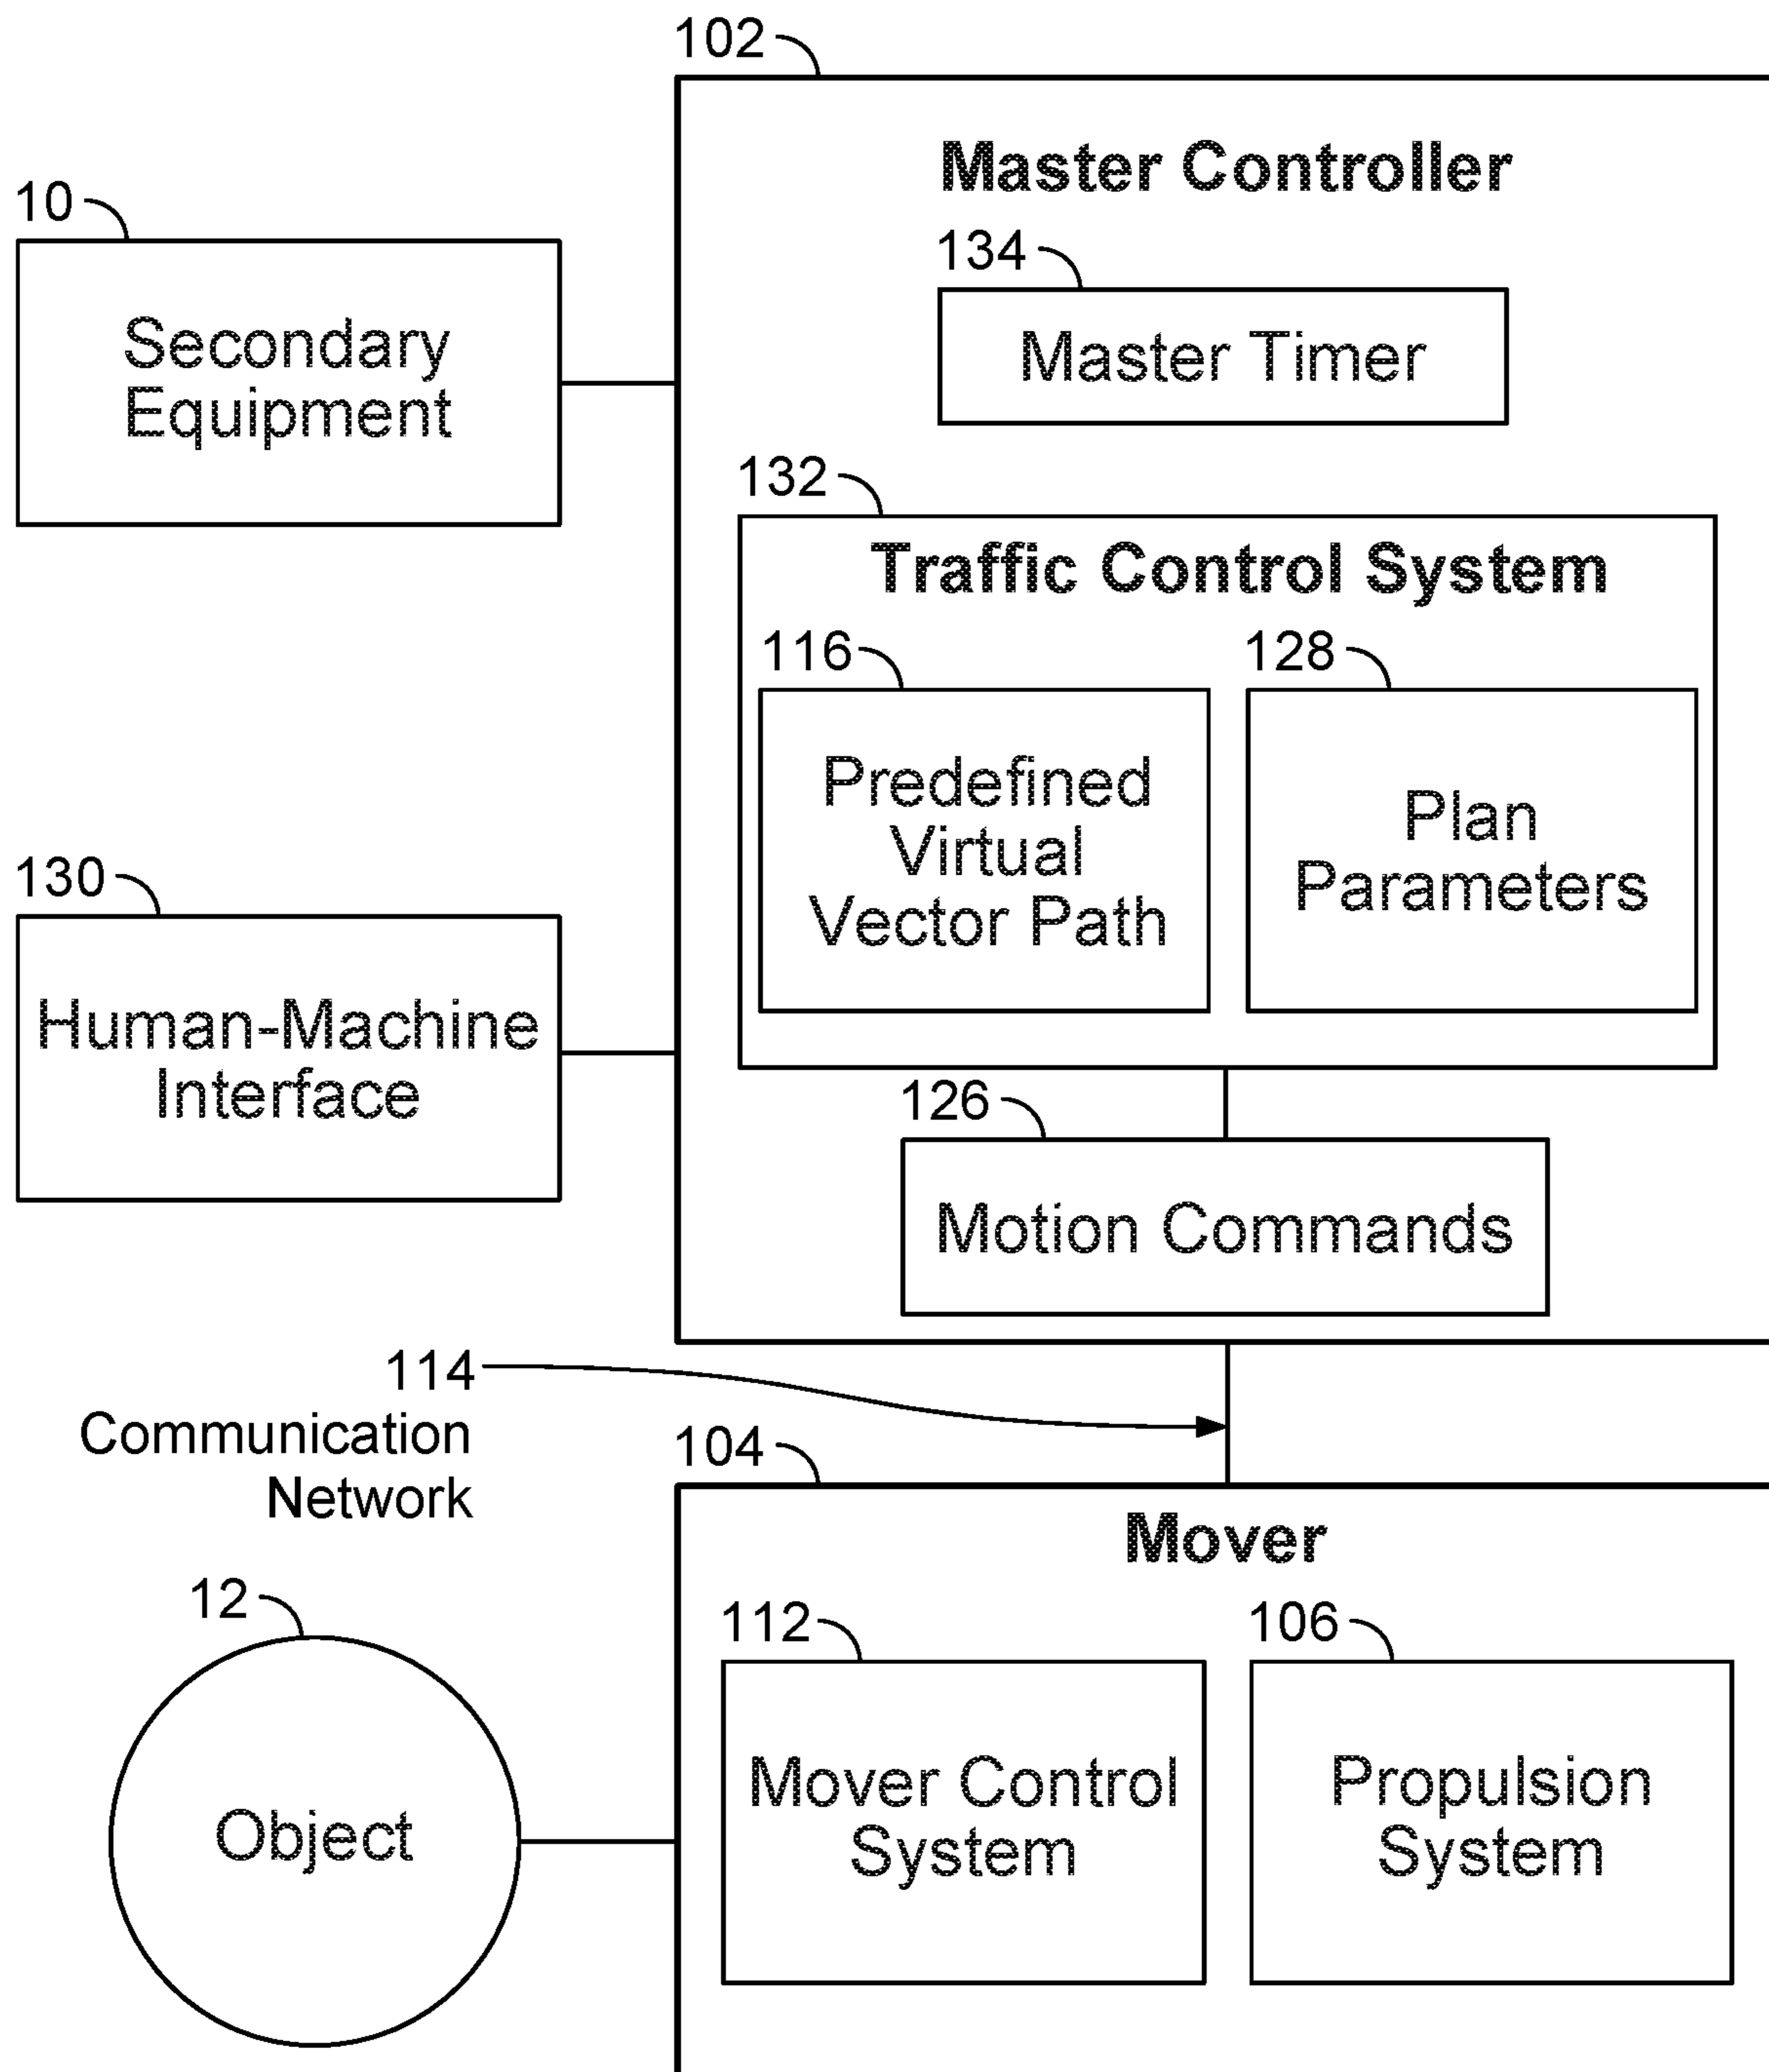 102
Master Controller
10
Secondary
Equipment
134
Master Timer
132
Traffic Control System
116
Predefined
Virtual
Vector Path
128
Plan
Parameters
130
Human-Machine
Interface
126
Motion Commands
114
Communication
Network
104
Mover
12
Object
112
Mover Control
System
106
Propulsion
System